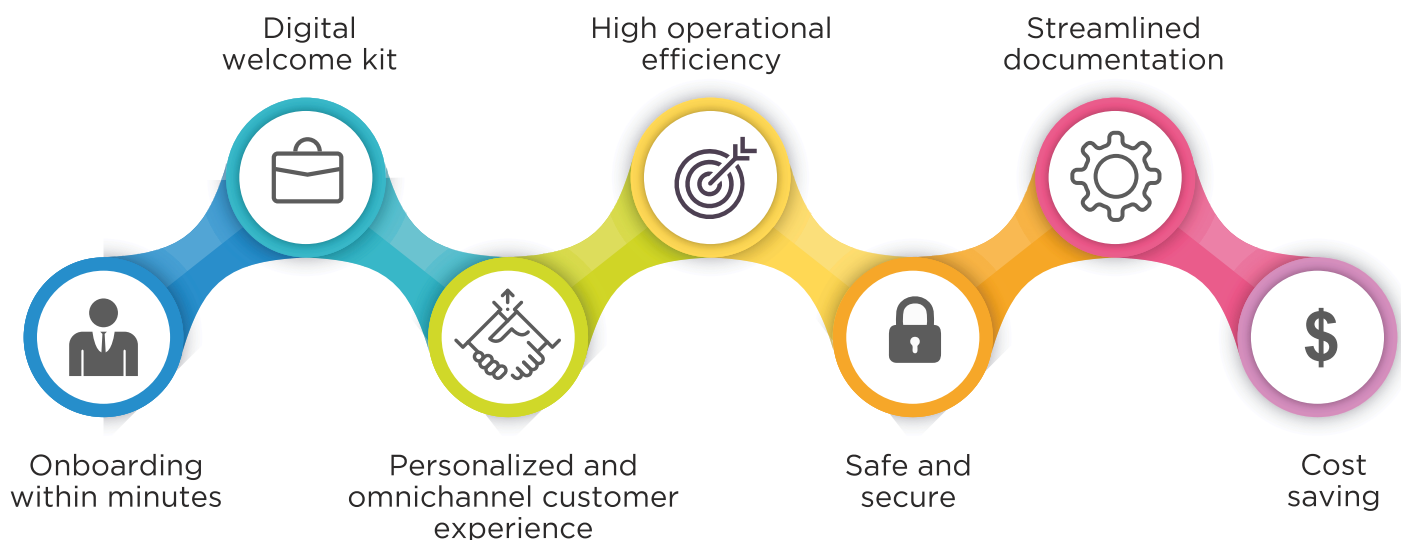 Digital
welcome kit
High operational
efficiency
Streamlined
documentation
$
Onboarding
within minutes
Personalized and
omnichannel customer
experience
Safe and
secure
Cost
saving